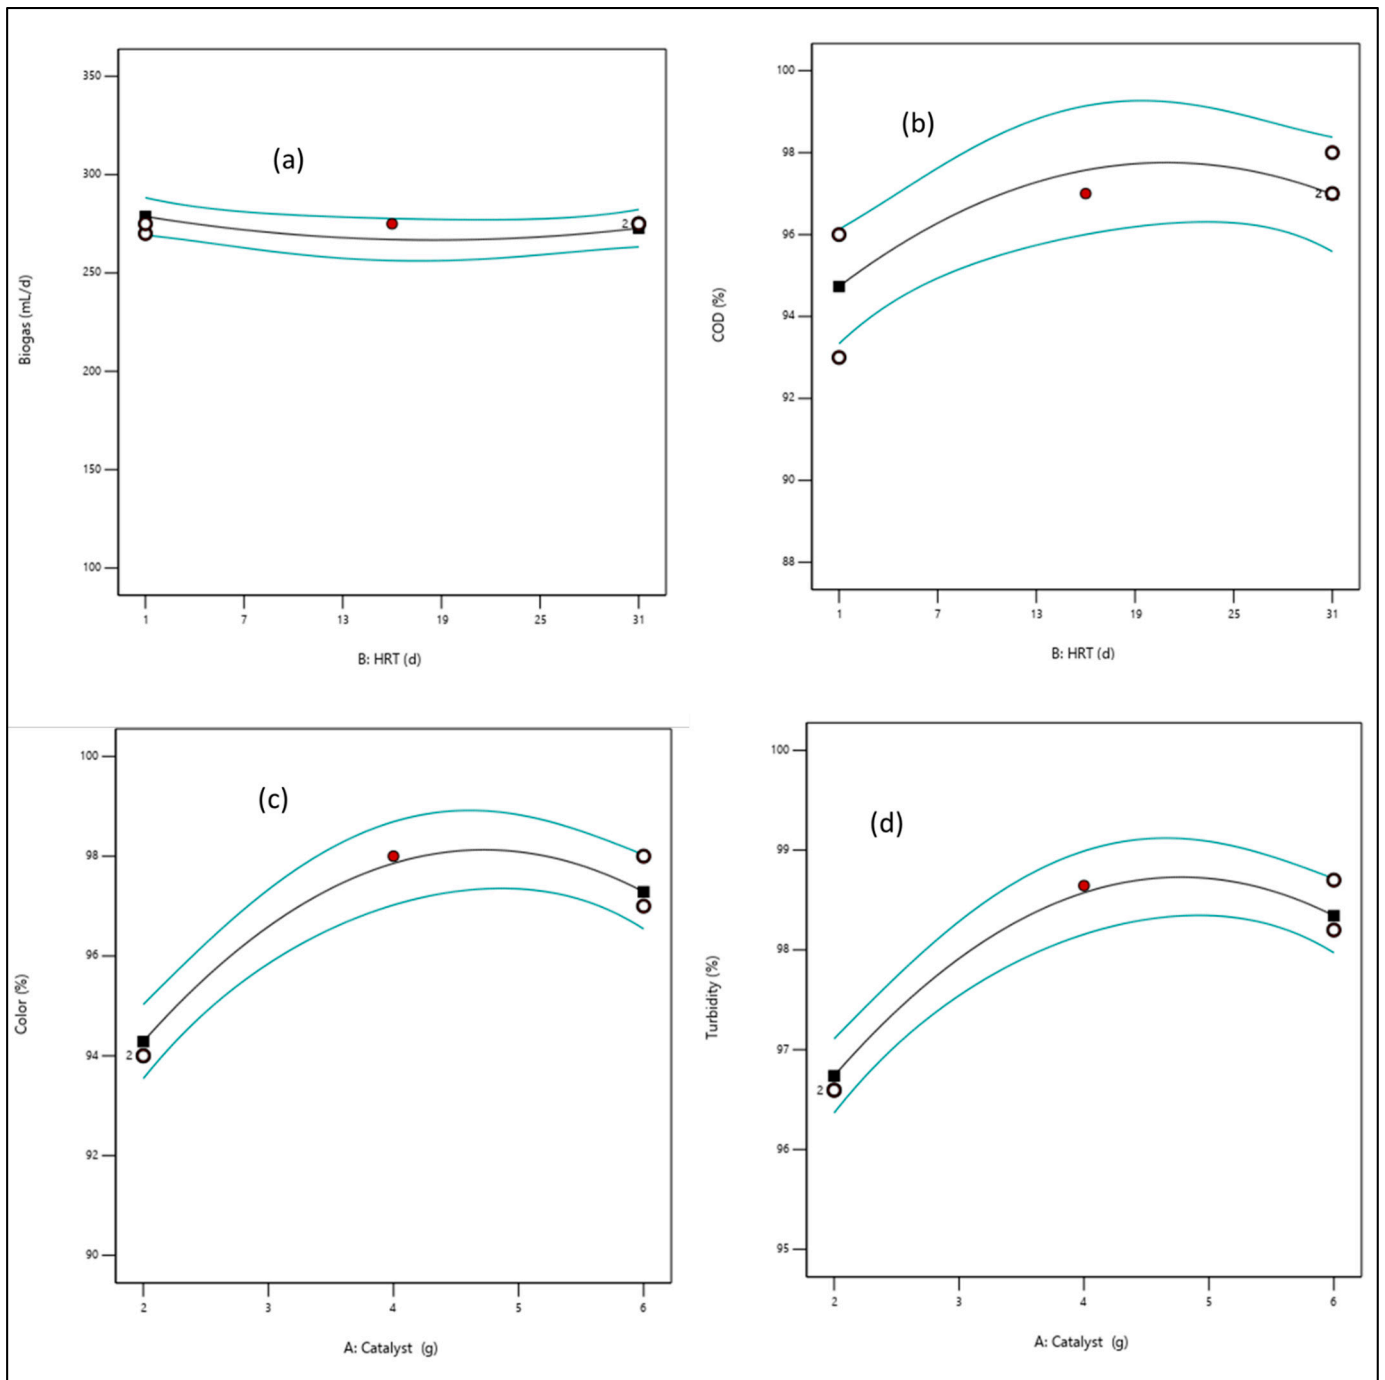 (a)
350
300
250
200
150
100
Biogas (mL/d)
2
1 7 13 19 25 31
B: HRT (d)
(b)
100
98
96
94
92
90
88
COD (%)
2
1 7 13 19 25 31
B: HRT (d)
(c)
100
98
96
94
92
90
Color (%)
2
2 3 4 5 6
A: Catalyst (g)
(d)
100
99
98
97
96
95
Turbidity (%)
2
2 3 4 5 6
A: Catalyst (g)